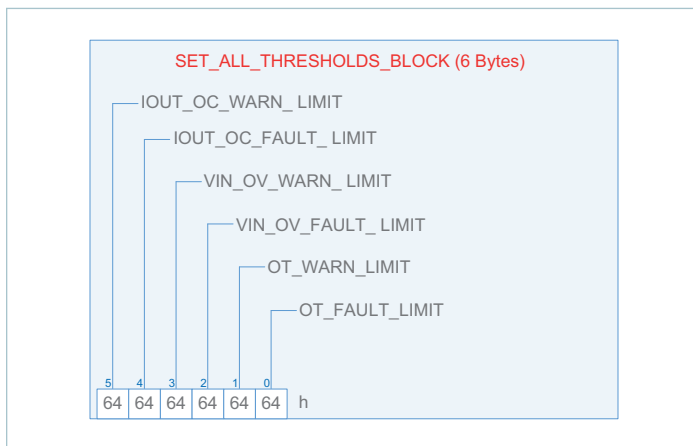 SET_ALL_THRESHOLDS_BLOCK (6 Bytes)
IOUT_OC_WARN_ LIMIT
IOUT_OC_FAULT_ LIMIT
VIN_OV_WARN_ LIMIT
VIN_OV_FAULT_ LIMIT
OT_WARN_LIMIT
OT_FAULT_LIMIT
5 4 3 2 1 0
64 64 64 64 64 64 h